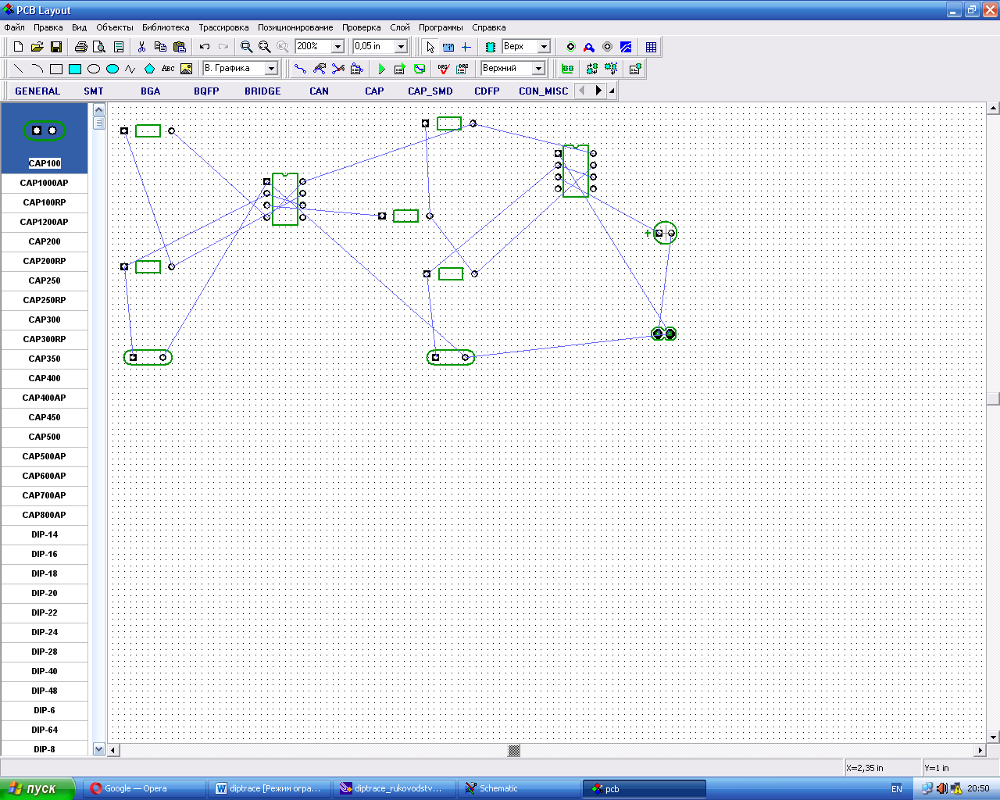 PCB Layout
Файл Правка Вид Объекты Библиотека Трассировка Позиционирование Проверка Слой Программы Справка
200% 0,05 in Верх
Abc В. Графика DRC DRC Верхний
GENERAL SMT BGA BQFP BRIDGE CAN CAP CAP_SMD CDFP CON_MISC
CAP100
CAP1000AP
CAP100RP
CAP1200AP
CAP200
CAP200RP
CAP250
CAP250RP
CAP300
CAP300RP
CAP350
CAP400
CAP400AP
CAP450
CAP500
CAP500AP
CAP600AP
CAP700AP
CAP800AP
DIP-14
DIP-16
DIP-18
DIP-20
DIP-22
DIP-24
DIP-28
DIP-40
DIP-48
DIP-6
DIP-64
DIP-8
+
X=2,35 in Y=1 in
пуск Google — Opera diptrace [Режим огра... diptrace_rukovodstv... Schematic pcb EN 20:50